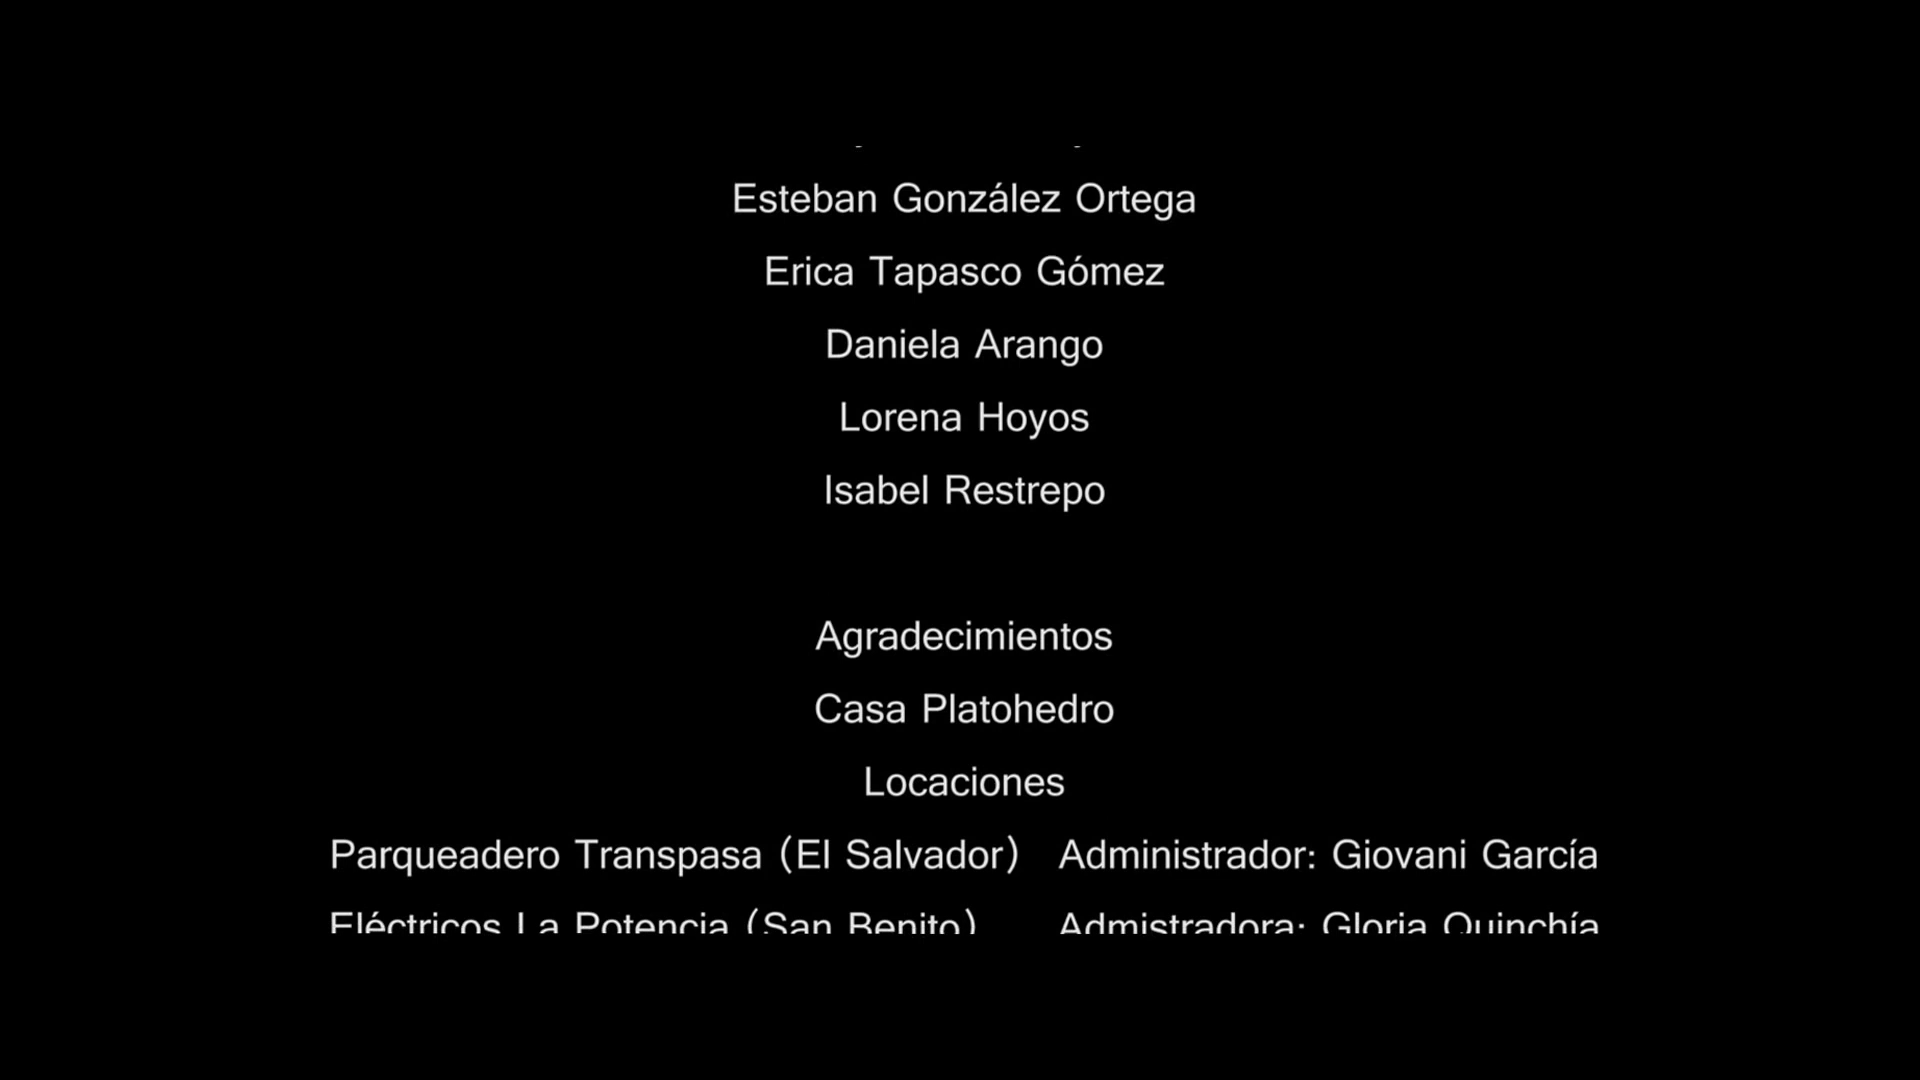 Esteban González Ortega
Erica Tapasco Gómez
Daniela Arango
Lorena Hoyos
Isabel Restrepo
Agradecimientos
Casa Platohedro
Locaciones
Parqueadero Transpasa (El Salvador) Administrador: Giovani García
Eléctricos La Potencia (San Benito) Admistradora: Gloria Quinchía